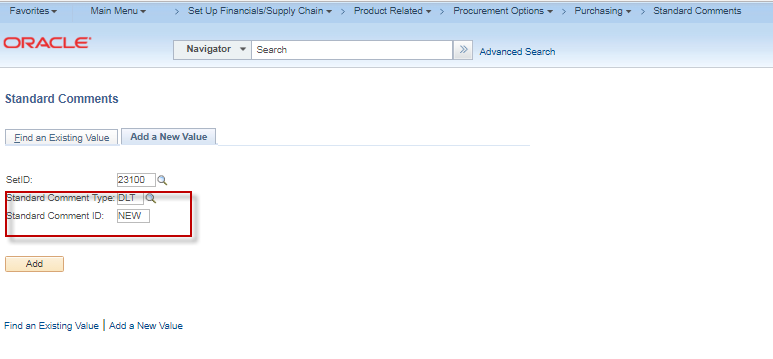 Favorites Main Menu > Set Up Financials/Supply Chain > Product Related > Procurement Options > Purchasing > Standard Comments
ORACLE
Navigator Search Advanced Search
Standard Comments
Find an Existing Value Add a New Value
SetID: 23100
Standard Comment Type: DLT
Standard Comment ID: NEW
Add
Find an Existing Value | Add a New Value